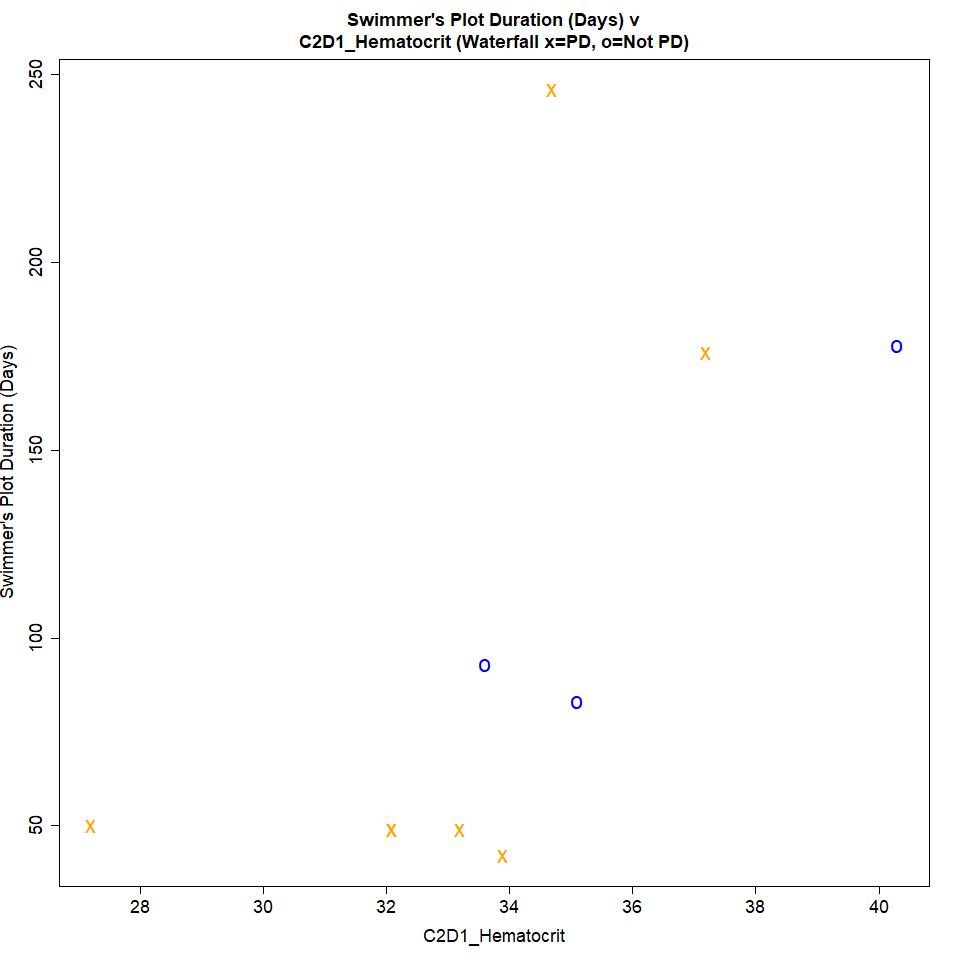 Swimmer's Plot Duration (Days) v
C2D1_Hematocrit (Waterfall x=PD, o=Not PD)
250
200
150
100
50
Swimmer's Plot Duration (Days)
x
x
o
o
o
x
x
x
x
28 30 32 34 36 38 40
C2D1_Hematocrit